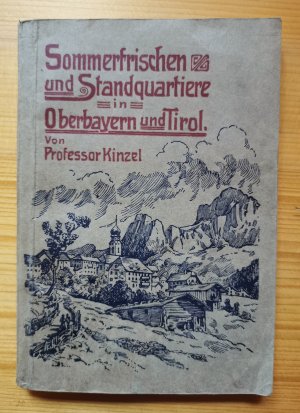 Sommerfrischen
und Standquartiere
in
Oberbayern und Tirol.
Von
Professor Kinzel